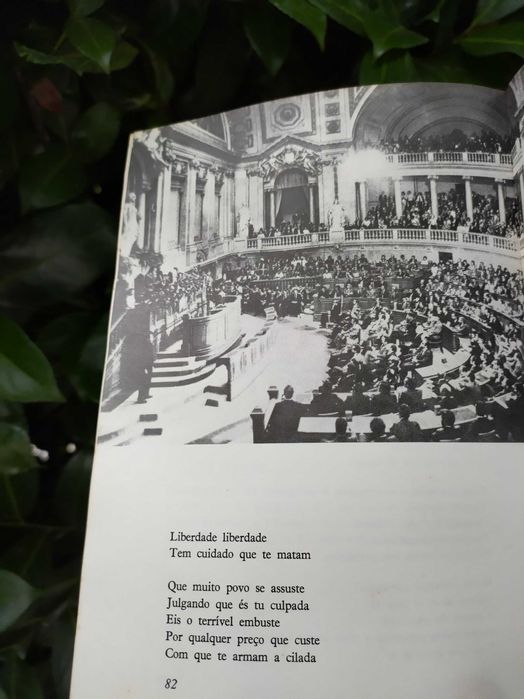 Liberdade liberdade
Tem cuidado que te matam
Que muito povo se assuste
Julgando que és tu culpada
Eis o terrível embuste
Por qualquer preço que custe
Com que te armam a cilada
82